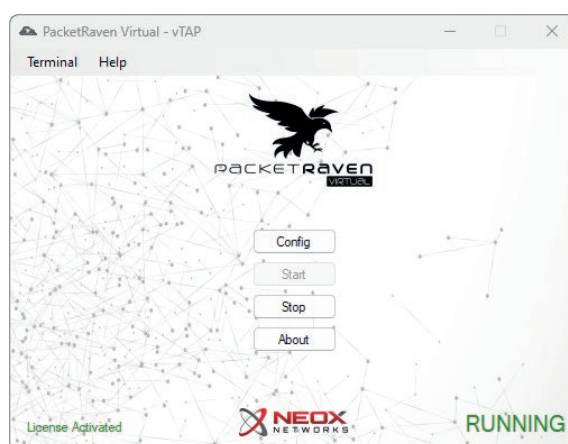 PacketRaven Virtual - vTAP
Terminal Help
PACKETRAVEN
VIRTUAL
Config
Start
Stop
About
License Activated
NEOX
NETWORKS
RUNNING